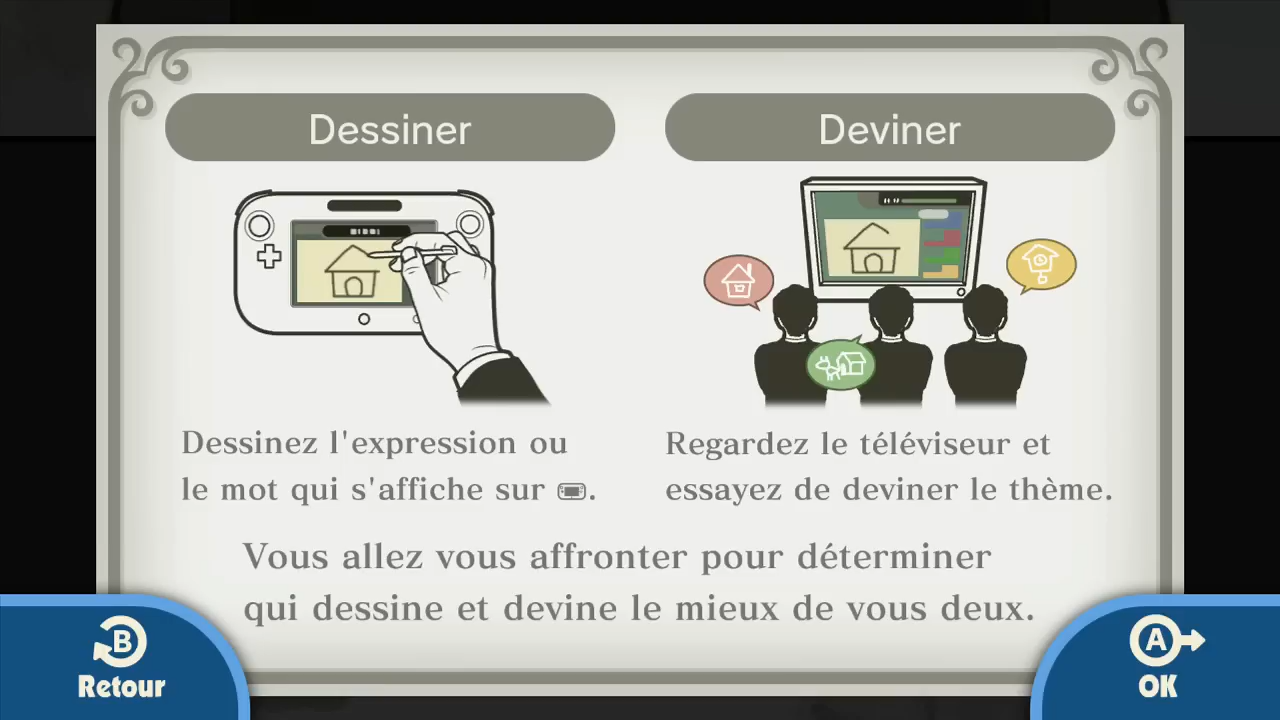 Dessiner
Deviner
Dessinez l'expression ou
le mot qui s'affiche sur .
Regardez le téléviseur et
essayez de deviner le thème.
Vous allez vous affronter pour déterminer
qui dessine et devine le mieux de vous deux.
B
Retour
A
OK